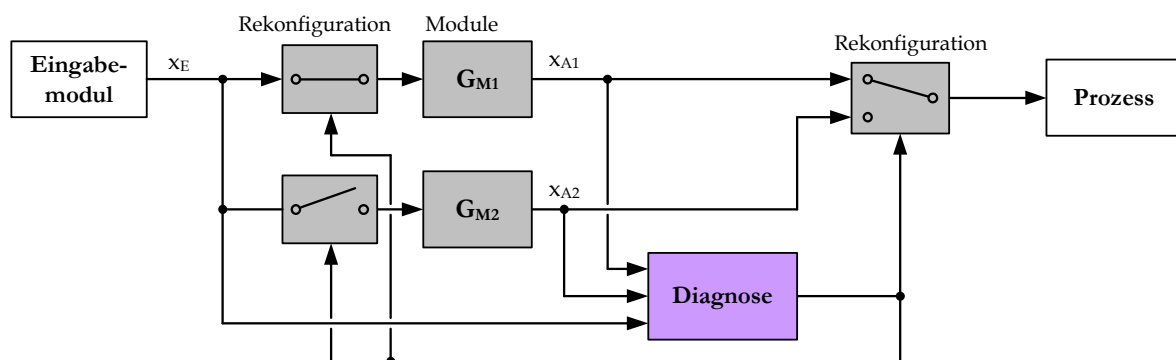 Rekonfiguration Module
Rekonfiguration
Eingabe-
modul
xE
GM1
xA1
Prozess
GM2
xA2
Diagnose